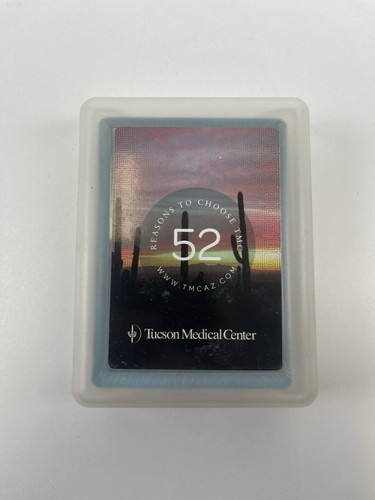 REASONS TO CHOOSE TMC
52
WWW.TMCAZ.COM
Tucson Medical Center